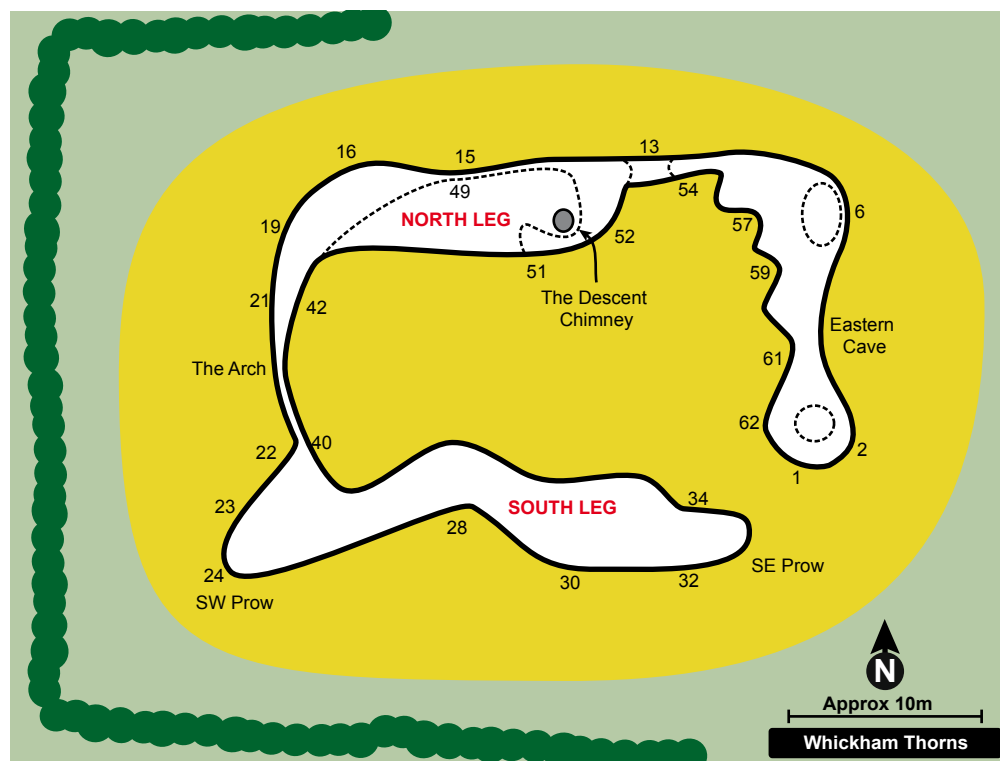 16
15
13
49
54
19
NORTH LEG
57
6
52
51
59
21
42
The Descent
Chimney
Eastern
Cave
The Arch
61
62
22
40
2
1
23
SOUTH LEG
34
28
24
30
32
SE Prow
SW Prow
N
Approx 10m
Whickham Thorns